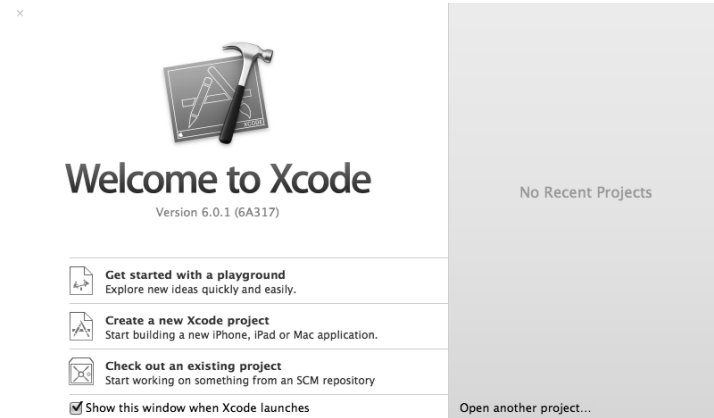 XCODE
Welcome to Xcode
Version 6.0.1 (6A317)
Get started with a playground
Explore new ideas quickly and easily.
Create a new Xcode project
Start building a new iPhone, iPad or Mac application.
Check out an existing project
Start working on something from an SCM repository
Show this window when Xcode launches
No Recent Projects
Open another project...